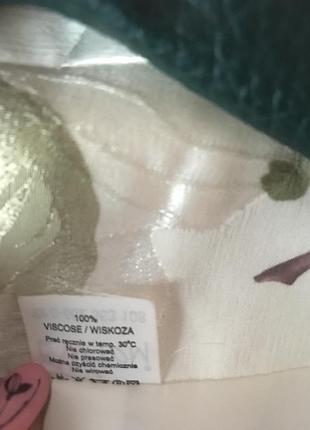 100%
VISCOSE / WISKOZA
Prać ręcznie w temp. 30°C
Nie chlorować
Nie prasować
Można czyścić chemicznie
Nie wirować